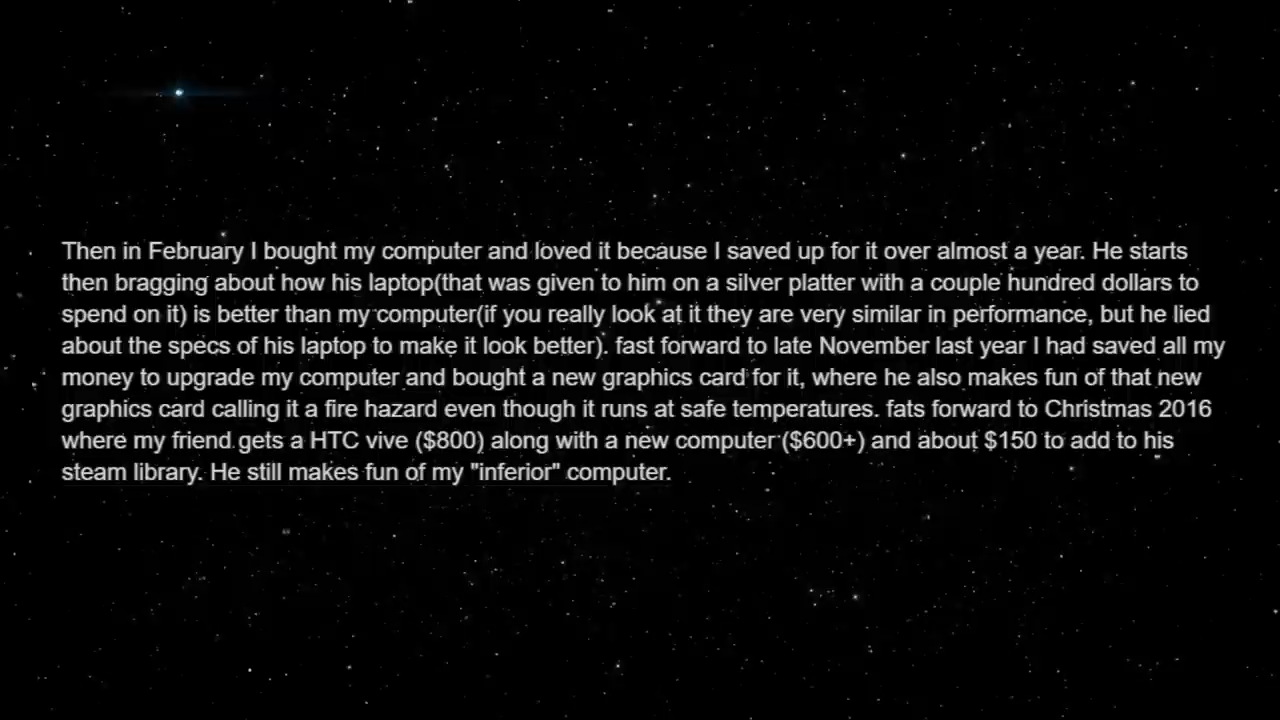 Then in February I bought my computer and loved it because I saved up for it over almost a year. He starts
then bragging about how his laptop(that was given to him on a silver platter with a couple hundred dollars to
spend on it) is better than my computer(if you really look at it they are very similar in performance, but he lied
about the specs of his laptop to make it look better). fast forward to late November last year I had saved all my
money to upgrade my computer and bought a new graphics card for it, where he also makes fun of that new
graphics card calling it a fire hazard even though it runs at safe temperatures. fats forward to Christmas 2016
where my friend gets a HTC vive ($800) along with a new computer ($600+) and about $150 to add to his
steam library. He still makes fun of my "inferior" computer.